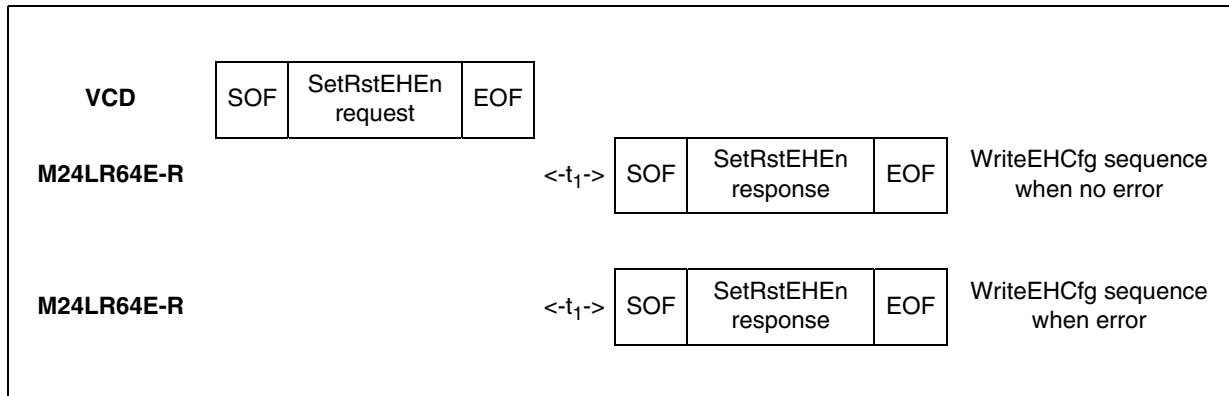 VCD SOF SetRstEHEn request EOF
M24LR64E-R <-t₁-> SOF SetRstEHEn response EOF WriteEHCfg sequence when no error
M24LR64E-R <-t₁-> SOF SetRstEHEn response EOF WriteEHCfg sequence when error